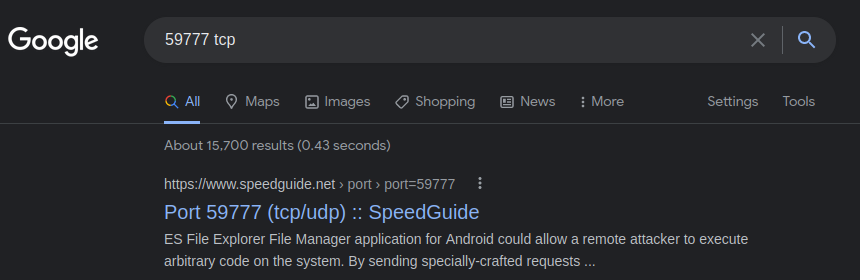 Google
59777 tcp
All Maps Images Shopping News More Settings Tools
About 15,700 results (0.43 seconds)
https://www.speedguide.net › port › port=59777
Port 59777 (tcp/udp) :: SpeedGuide
ES File Explorer File Manager application for Android could allow a remote attacker to execute
arbitrary code on the system. By sending specially-crafted requests ...